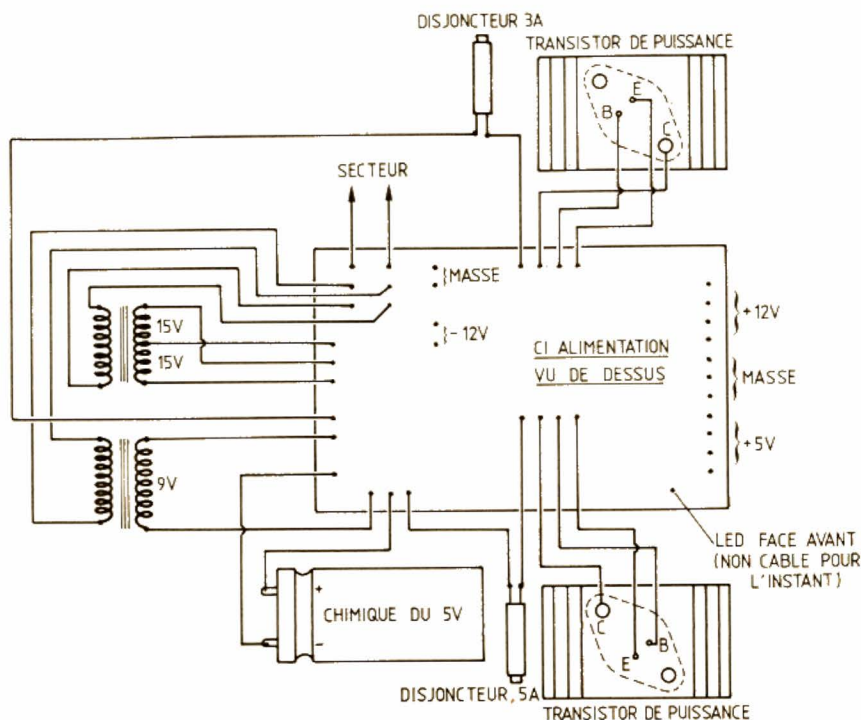 DISJONCTEUR 3A
TRANSISTOR DE PUISSANCE
E
B
C
SECTEUR
MASSE
- 12V
15V
15V
+12V
CI ALIMENTATION
VU DE DESSUS
MASSE
+5V
9V
LED FACE AVANT
(NON CABLE POUR
L'INSTANT)
+
CHIMIQUE DU 5V
-
C
B
E
DISJONCTEUR, 5A
TRANSISTOR DE PUISSANCE